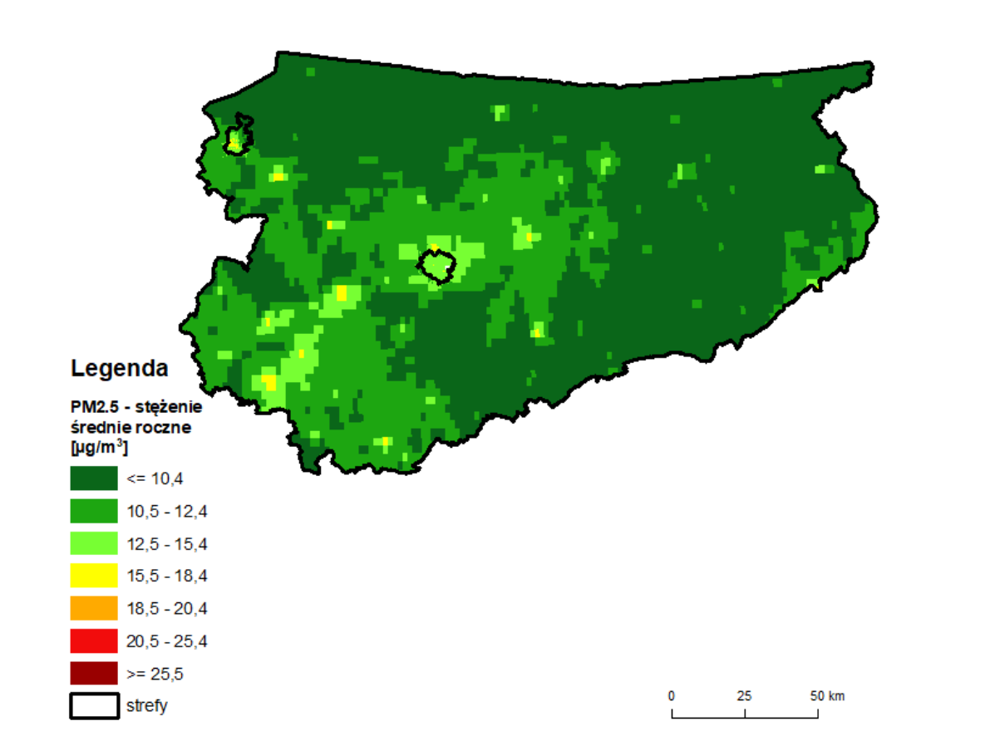 Legenda
PM2.5 - stężenie
średnie roczne
[µg/m³]
<= 10,4
10,5 - 12,4
12,5 - 15,4
15,5 - 18,4
18,5 - 20,4
20,5 - 25,4
>= 25,5
strefy
0 25 50 km